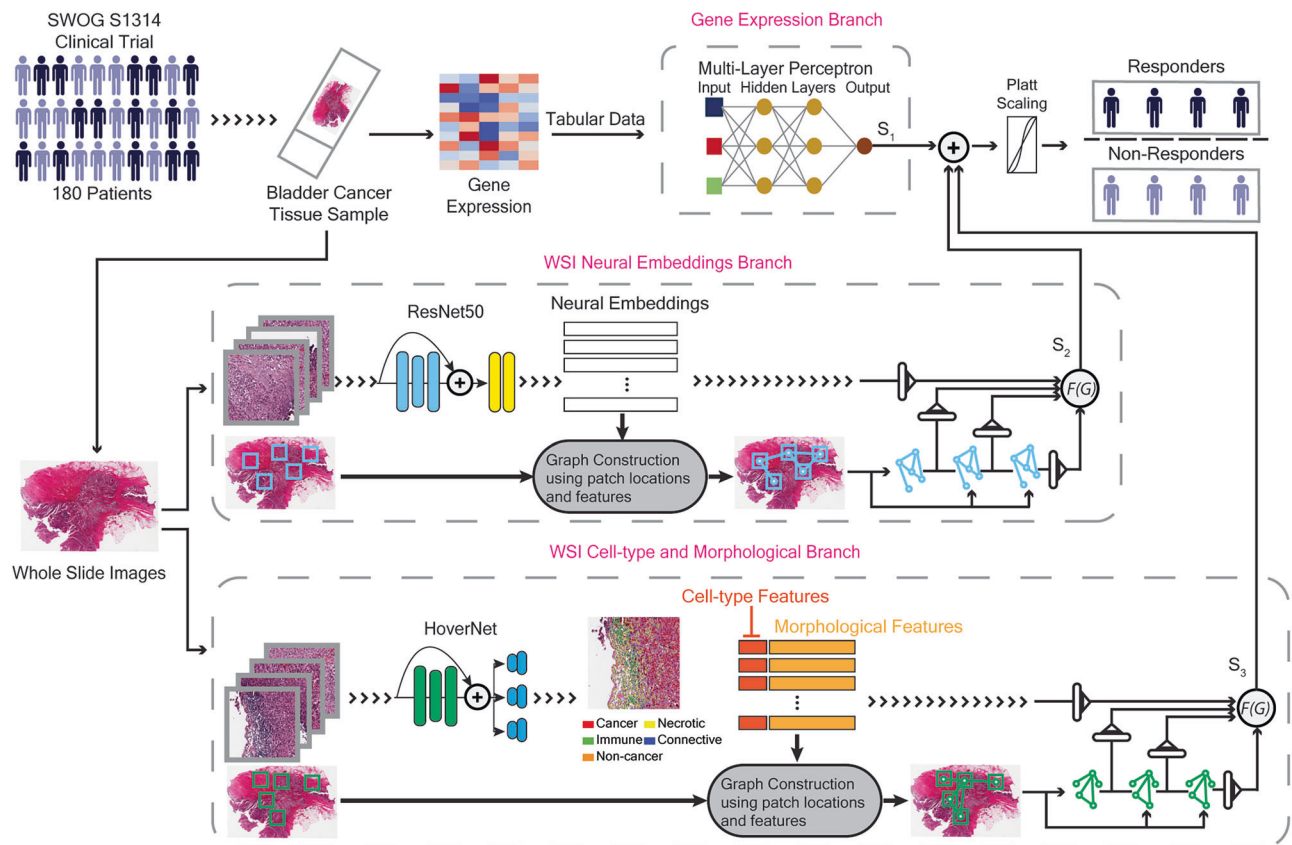 SWOG S1314
Clinical Trial
180 Patients
Bladder Cancer
Tissue Sample
Gene
Expression
Tabular Data
Gene Expression Branch
Multi-Layer Perceptron
Input Hidden Layers Output
S1
+
Platt
Scaling
Responders
Non-Responders
WSI Neural Embeddings Branch
ResNet50
+
Neural Embeddings
Graph Construction
using patch locations
and features
S2
F(G)
Whole Slide Images
WSI Cell-type and Morphological Branch
HoverNet
+
Cancer
Necrotic
Immune
Connective
Non-cancer
Cell-type Features
Morphological Features
Graph Construction
using patch locations
and features
S3
F(G)